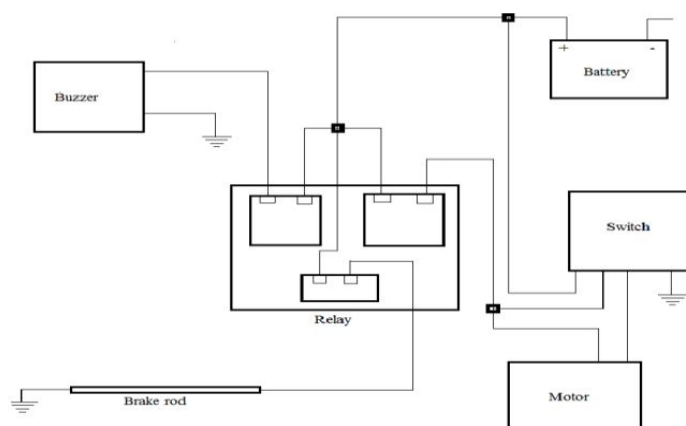 + -
Battery
Buzzer
Switch
Relay
Brake rod
Motor